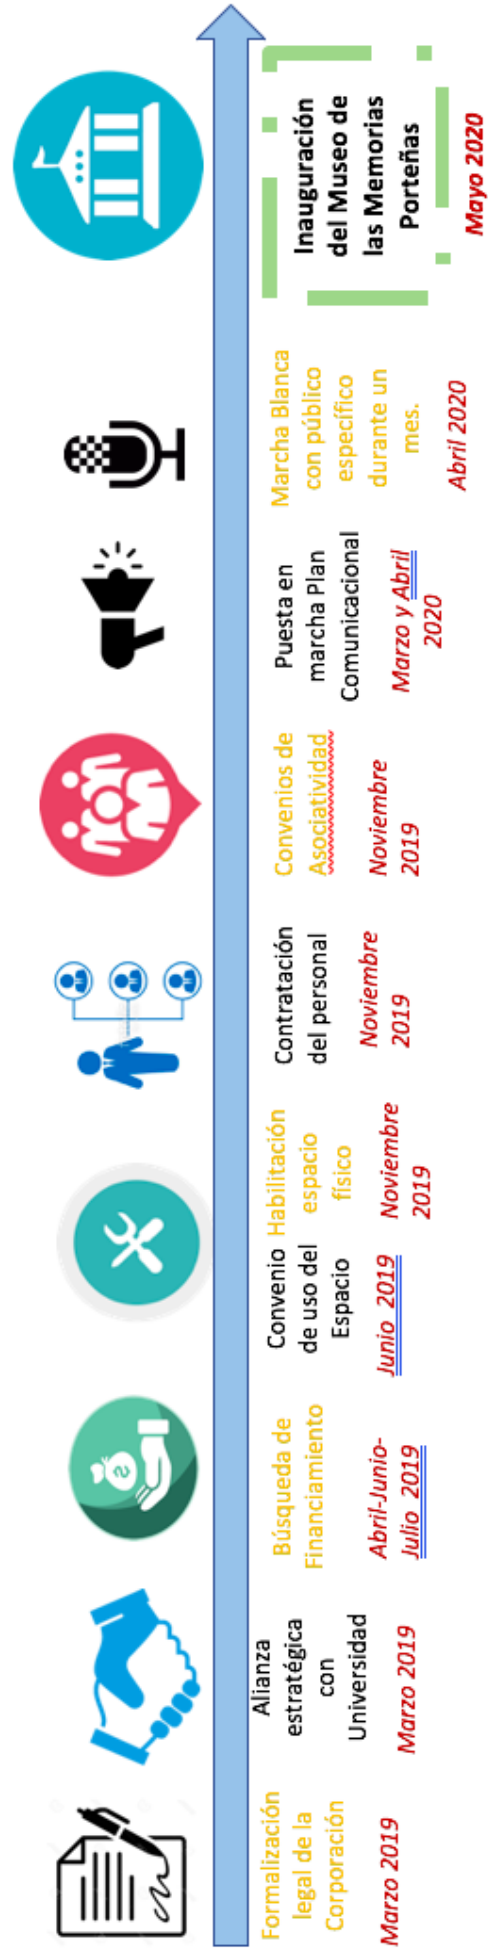 Formalización
legal de la
Corporación
Marzo 2019
Alianza
estratégica
con
Universidad
Marzo 2019
Búsqueda de
Financiamiento
Abril-Junio-
Julio 2019
Convenio
de uso del
Espacio
Junio 2019
Habilitación
espacio
físico
Noviembre
2019
Contratación
del personal
Noviembre
2019
Convenios de
Asociatividad
Noviembre
2019
Puesta en
marcha Plan
Comunicacional
Marzo y Abril
2020
Marcha Blanca
con público
específico
durante un
mes.
Abril 2020
Inauguración
del Museo de
las Memorias
Porteñas
Mayo 2020